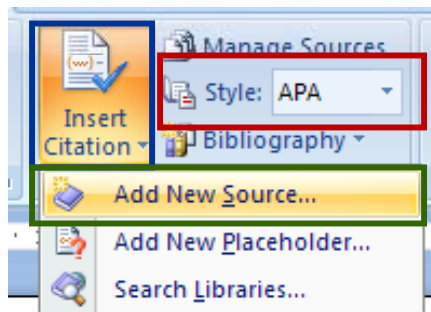 Manage Sources
Style: APA
Insert
Citation
Bibliography
Add New Source...
Add New Placeholder...
Search Libraries...